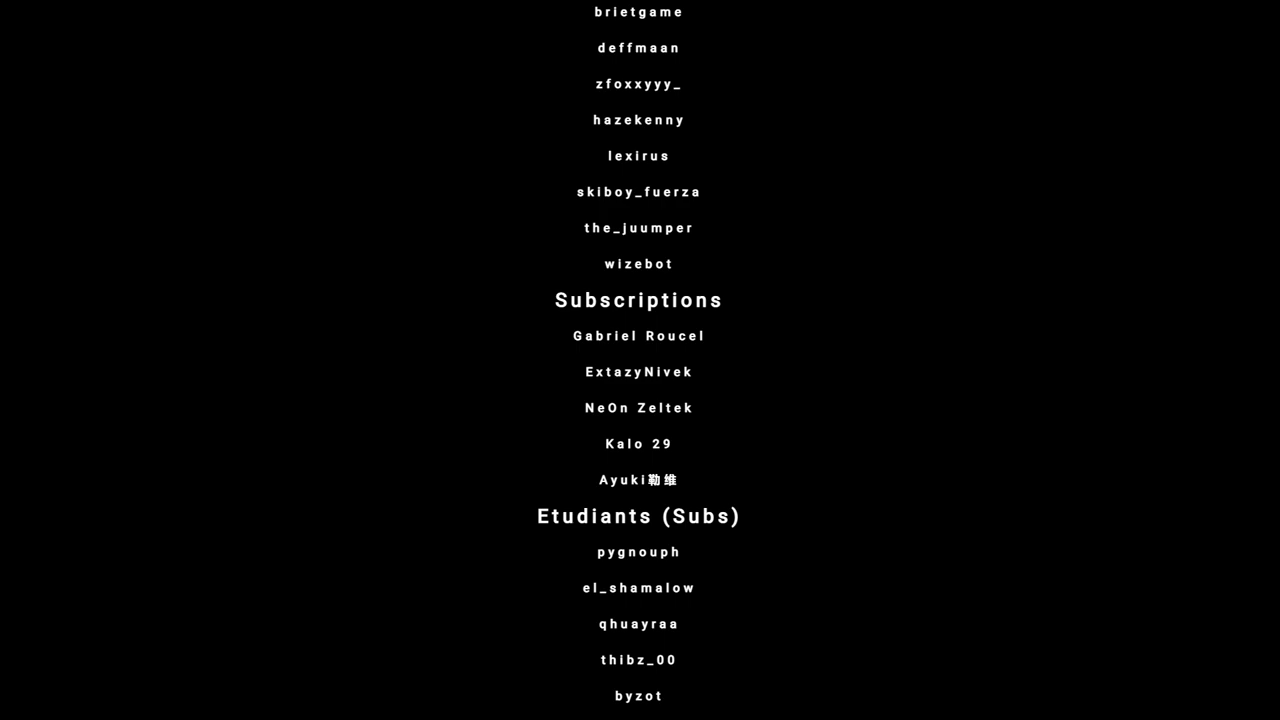 brietgame
deffmaan
zfoxxyyy_
hazekenny
lexirus
skiboy_fuerza
the_juumper
wizebot
Subscriptions
Gabriel Roucel
ExtazyNivek
NeOn Zeltek
Kalo 29
Ayuki勒维
Etudiants (Subs)
pygnouph
el_shamalow
qhuayraa
thibz_00
byzot